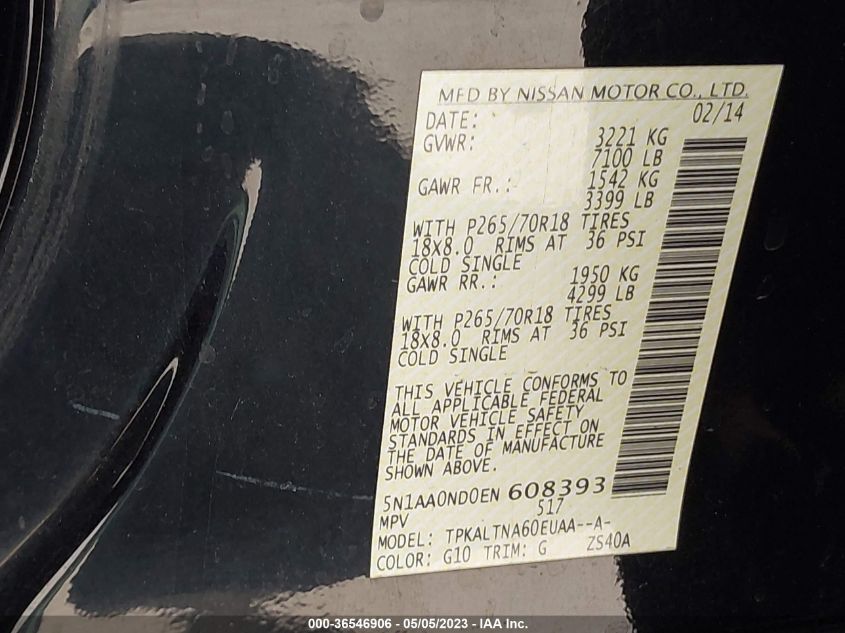 MFD BY NISSAN MOTOR CO., LTD.
DATE: 02/14
GVWR: 3221 KG
7100 LB
GAWR FR.: 1542 KG
3399 LB
WITH P265/70R18 TIRES
18X8.0 RIMS AT 36 PSI
COLD SINGLE
GAWR RR.: 1950 KG
4299 LB
WITH P265/70R18 TIRES
18X8.0 RIMS AT 36 PSI
COLD SINGLE
THIS VEHICLE CONFORMS TO
ALL APPLICABLE FEDERAL
MOTOR VEHICLE SAFETY
STANDARDS IN EFFECT ON
THE DATE OF MANUFACTURE
SHOWN ABOVE.
5N1AA0ND0EN 608393
MPV 517
MODEL: TPKALTNA60EUAA--A-
COLOR: G10 TRIM: G ZS40A
000-36546906 - 05/05/2023 - IAA Inc.